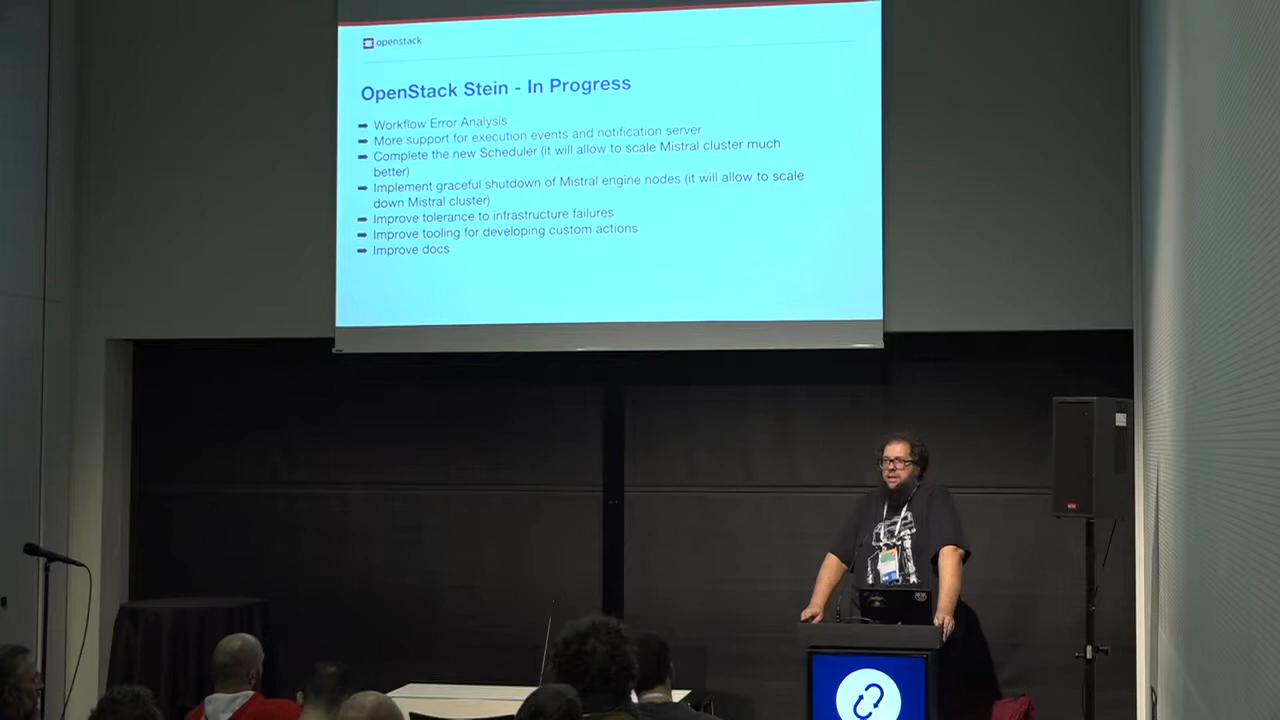 openstack
OpenStack Stein - In Progress
➡ Workflow Error Analysis
➡ More support for execution events and notification server
➡ Complete the new Scheduler (it will allow to scale Mistral cluster much
better)
➡ Implement graceful shutdown of Mistral engine nodes (it will allow to scale
down Mistral cluster)
➡ Improve tolerance to infrastructure failures
➡ Improve tooling for developing custom actions
➡ Improve docs